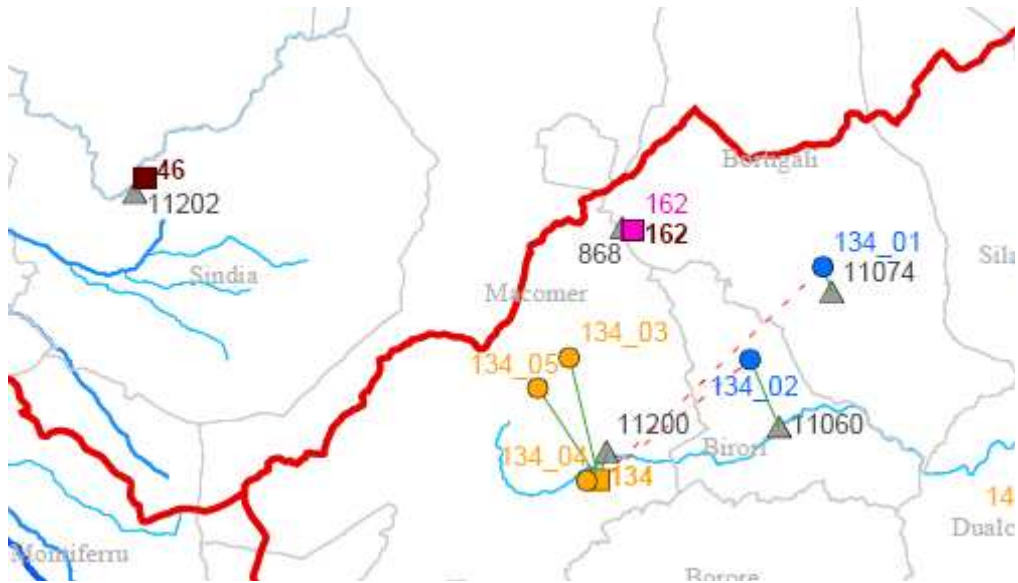 Bortigali
46
11202
162
162
868
134_01
11074
Sindia
Sila
Macomer
134_03
134_05
134_02
11200
11060
Birori
134_04
134
14
Dualc
Montiferru
Borore